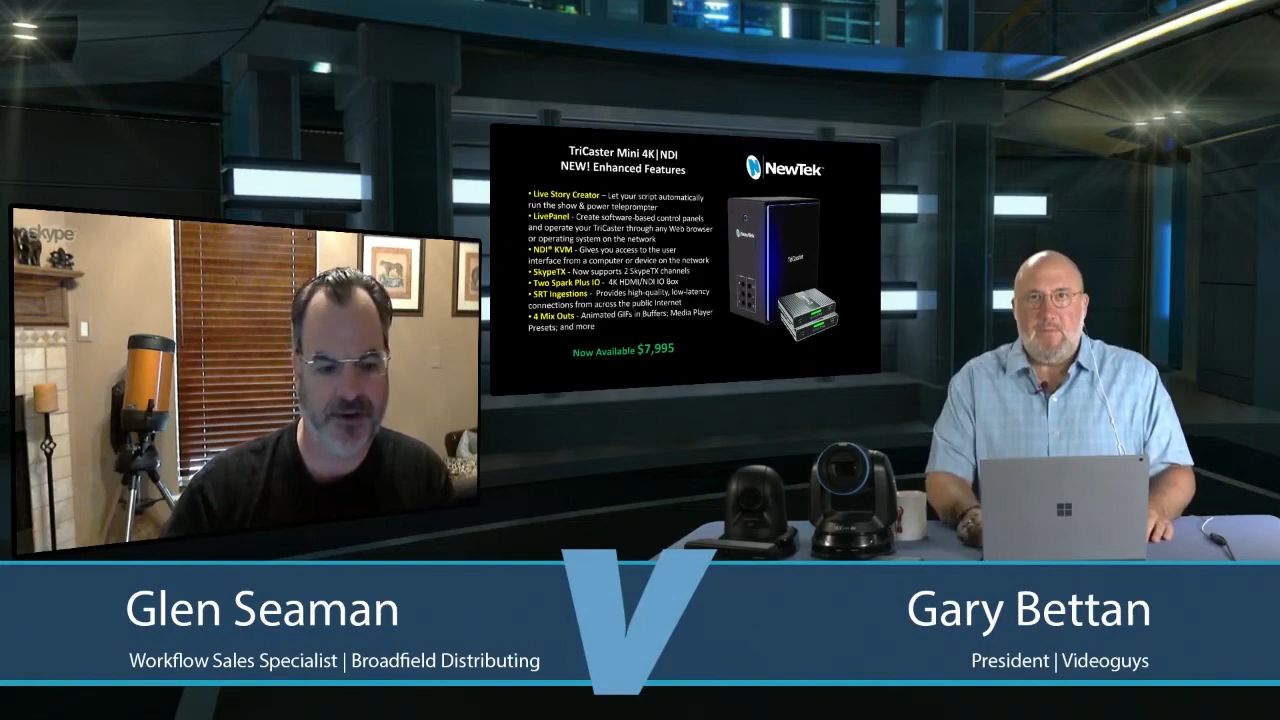 skype
TriCaster Mini 4K|NDI
NEW! Enhanced Features
NewTek™
• Live Story Creator – Let your script automatically
run the show & power teleprompter
• LivePanel - Create software-based control panels
and operate your TriCaster through any Web browser
or operating system on the network
• NDI® KVM - Gives you access to the user
interface from a computer or device on the network
• SkypeTX - Now supports 2 SkypeTX channels
• Two Spark Plus IO - 4K HDMI/NDI IO Box
• SRT Ingestions - Provides high-quality, low-latency
connections from across the public Internet
• 4 Mix Outs - Animated GIFs in Buffers; Media Player
Presets; and more
Now Available $7,995
NewTek
TriCaster
V
Glen Seaman
Workflow Sales Specialist | Broadfield Distributing
Gary Bettan
President | Videoguys